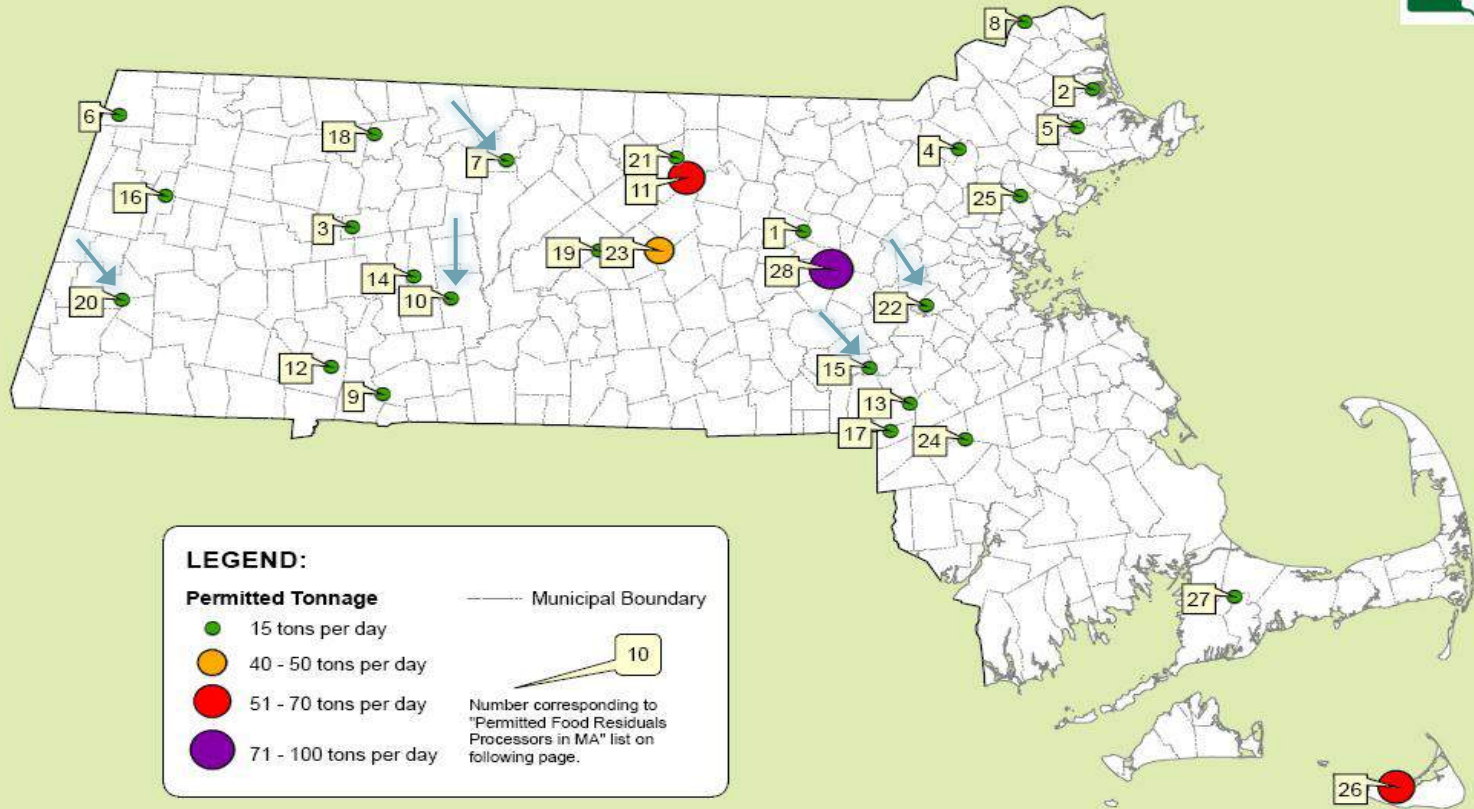 8
2
6
5
18
4
7
21
11
16
25
3
1
19
23
28
14
20
10
22
12
15
9
13
17
24
LEGEND:
Permitted Tonnage
Municipal Boundary
15 tons per day
40 - 50 tons per day
51 - 70 tons per day
71 - 100 tons per day
10
Number corresponding to
"Permitted Food Residuals
Processors in MA" list on
following page.
27
26